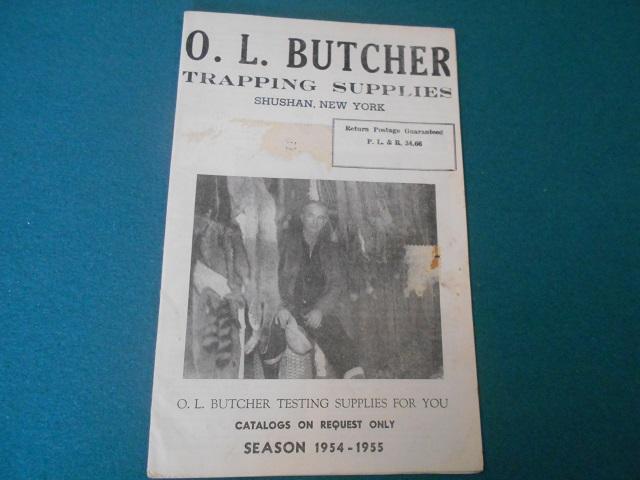 O. L. BUTCHER
TRAPPING SUPPLIES
SHUSHAN, NEW YORK
Return Postage Guaranteed
P. L. & R. 34.66
O. L. BUTCHER TESTING SUPPLIES FOR YOU
CATALOGS ON REQUEST ONLY
SEASON 1954-1955